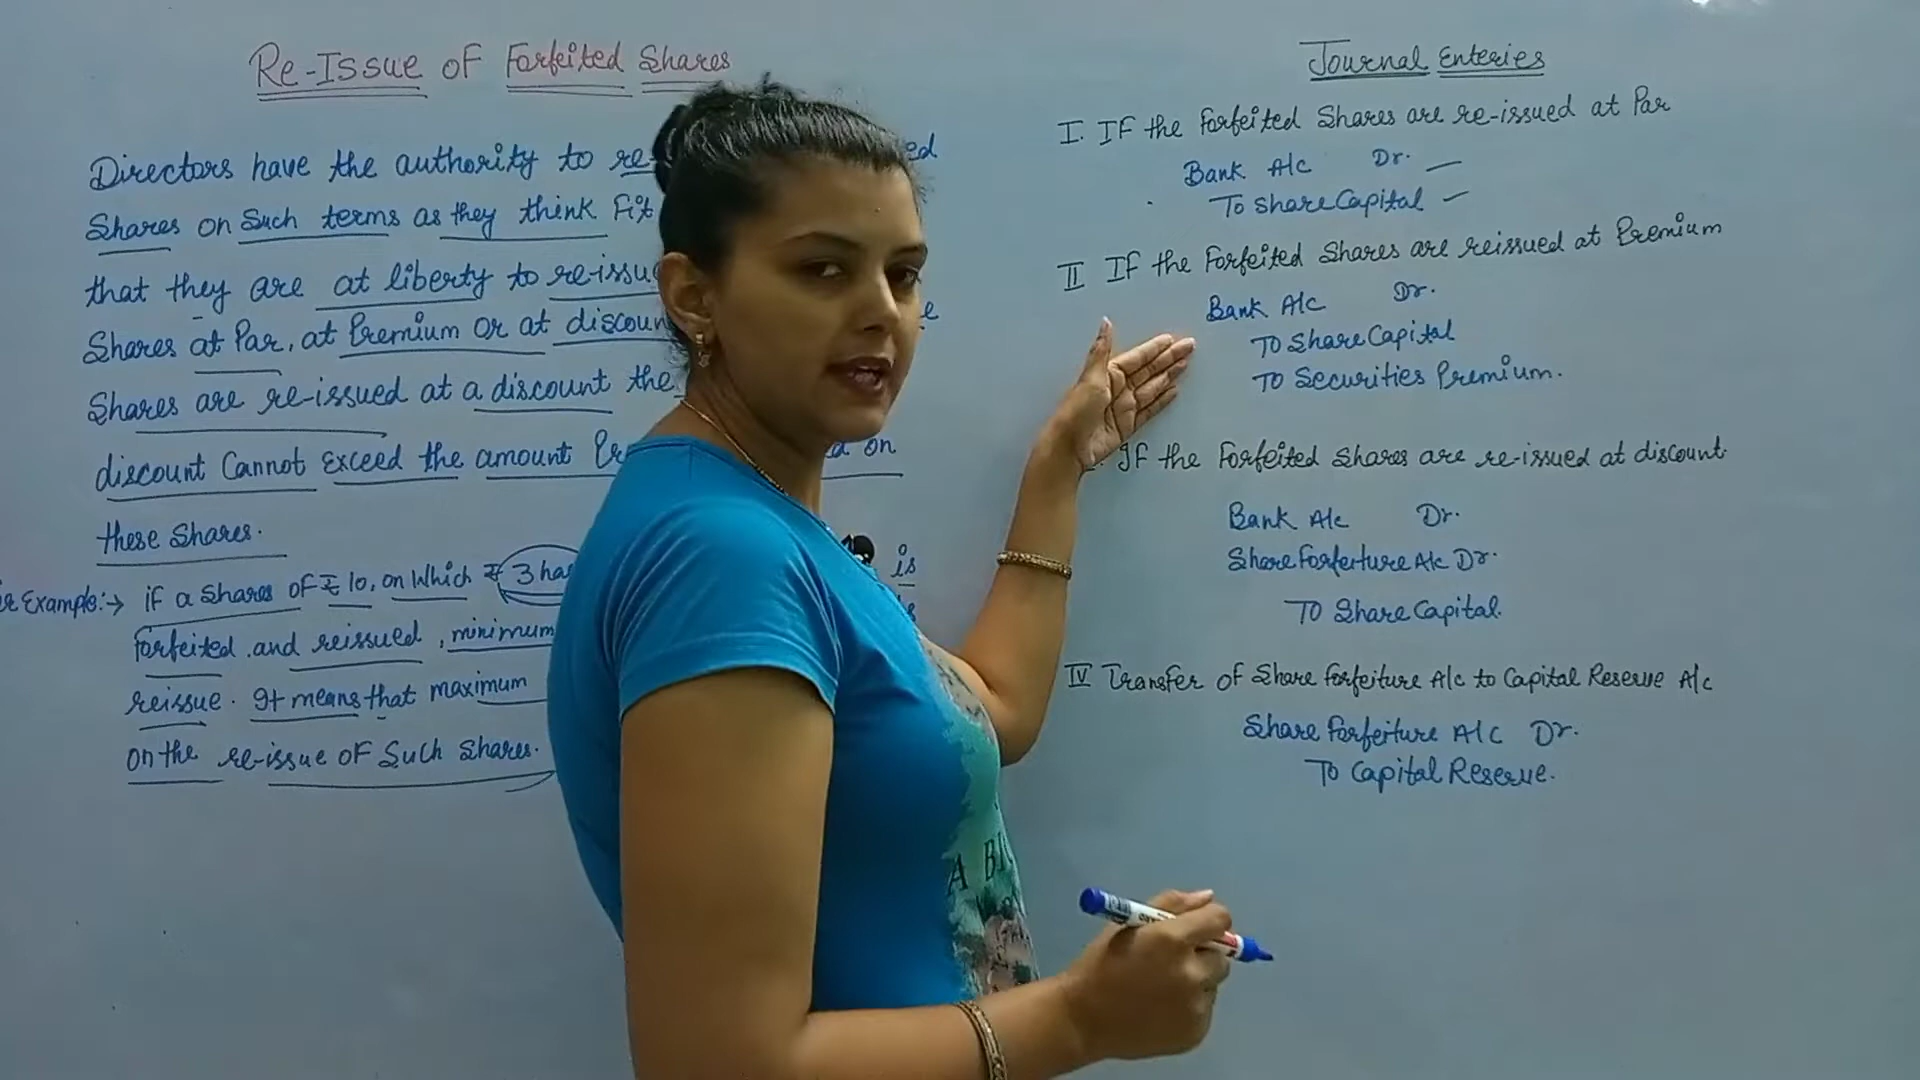 Re-Issue of Forfeited Shares
Directors have the authority to re- ed
Shares on Such terms as they think Fit
that they are at liberty to re-issue
Shares at Par, at Premium or at discoun e
Shares are re-issued at a discount the
discount Cannot Exceed the amount on
these Shares.
Example:→ if a Shares of ₹ 10, on Which ₹ 3 has is
forfeited and reissued, minimum
reissue. It means that maximum
on the re-issue of Such Shares.
Journal Enteries
I. If the Forfeited Shares are re-issued at Par
Bank A/c Dr. —
To Share Capital —
II If the Forfeited Shares are reissued at Premium
Bank A/c Dr.
To Share Capital
To Securities Premium.
If the Forfeited Shares are re-issued at discount.
Bank A/c Dr.
Share Forfeiture A/c Dr.
To Share Capital.
IV Transfer of Share forfeiture A/c to Capital Reserve A/c
Share Forfeiture A/c Dr.
To Capital Reserve.
A BI